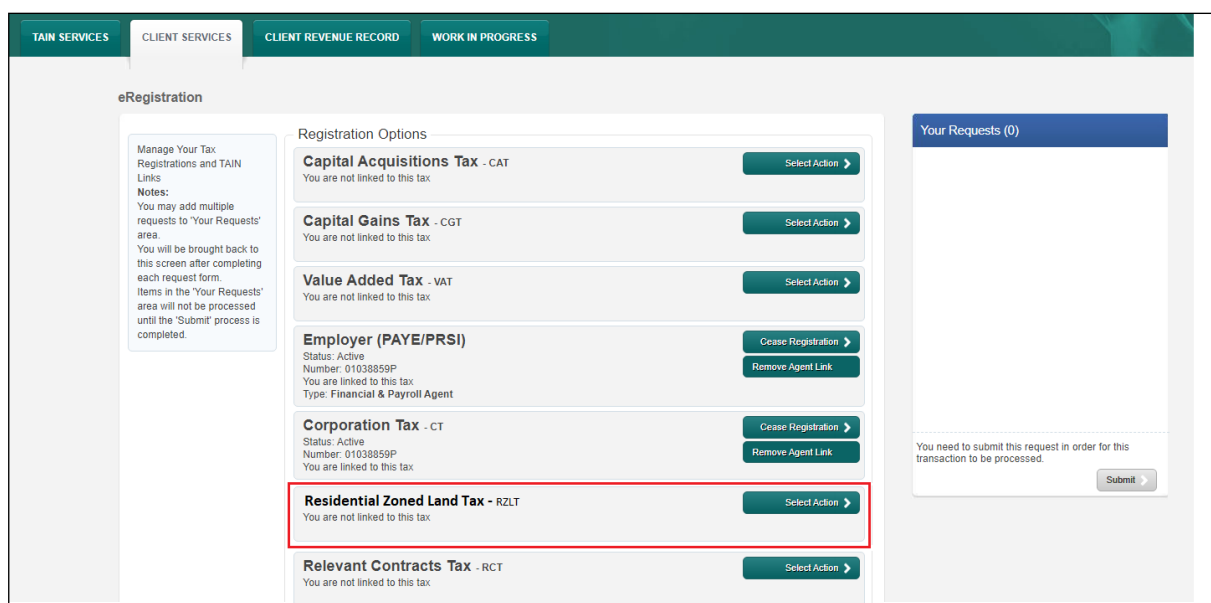 TAIN SERVICES
CLIENT SERVICES
CLIENT REVENUE RECORD
WORK IN PROGRESS
eRegistration
Manage Your Tax
Registrations and TAIN
Links
Notes:
You may add multiple
requests to 'Your Requests'
area.
You will be brought back to
this screen after completing
each request form.
Items in the 'Your Requests'
area will not be processed
until the 'Submit' process is
completed.
Registration Options
Capital Acquisitions Tax - CAT
You are not linked to this tax
Select Action
Capital Gains Tax - CGT
You are not linked to this tax
Select Action
Value Added Tax - VAT
You are not linked to this tax
Select Action
Employer (PAYE/PRSI)
Status: Active
Number: 01038859P
You are linked to this tax
Type: Financial & Payroll Agent
Cease Registration
Remove Agent Link
Corporation Tax - CT
Status: Active
Number: 01038859P
You are linked to this tax
Cease Registration
Remove Agent Link
Residential Zoned Land Tax - RZLT
You are not linked to this tax
Select Action
Relevant Contracts Tax - RCT
You are not linked to this tax
Select Action
Your Requests (0)
You need to submit this request in order for this
transaction to be processed.
Submit